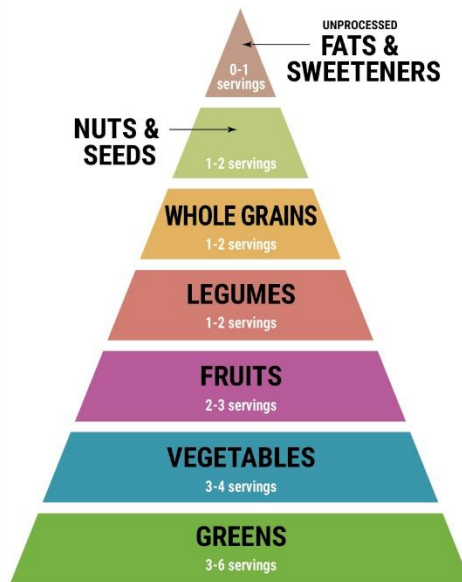 UNPROCESSED
FATS &
SWEETENERS
0-1
servings
NUTS &
SEEDS
1-2 servings
WHOLE GRAINS
1-2 servings
LEGUMES
1-2 servings
FRUITS
2-3 servings
VEGETABLES
3-4 servings
GREENS
3-6 servings